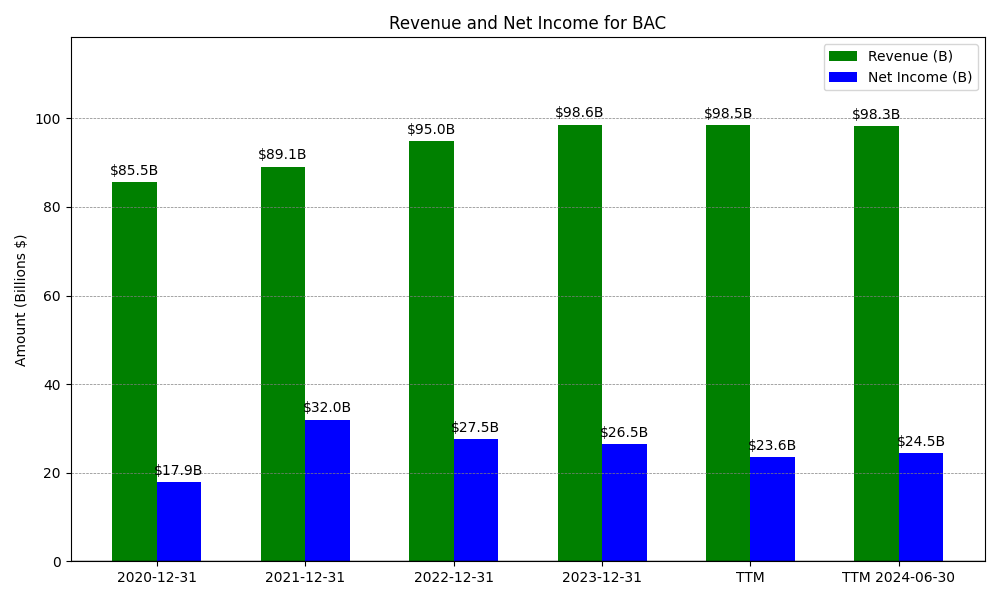 Revenue and Net Income for BAC
Revenue (B)
Net Income (B)
Amount (Billions $)
100
80
60
40
20
0
$85.5B
$17.9B
$89.1B
$32.0B
$95.0B
$27.5B
$98.6B
$26.5B
$98.5B
$23.6B
$98.3B
$24.5B
2020-12-31
2021-12-31
2022-12-31
2023-12-31
TTM
TTM 2024-06-30